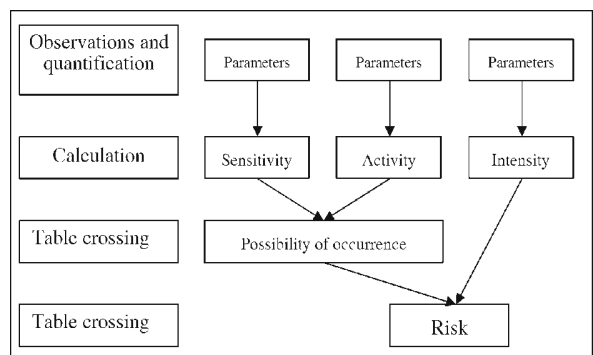 Observations and
quantification
Parameters
Parameters
Parameters
Calculation
Sensitivity
Activity
Intensity
Table crossing
Possibility of occurrence
Table crossing
Risk